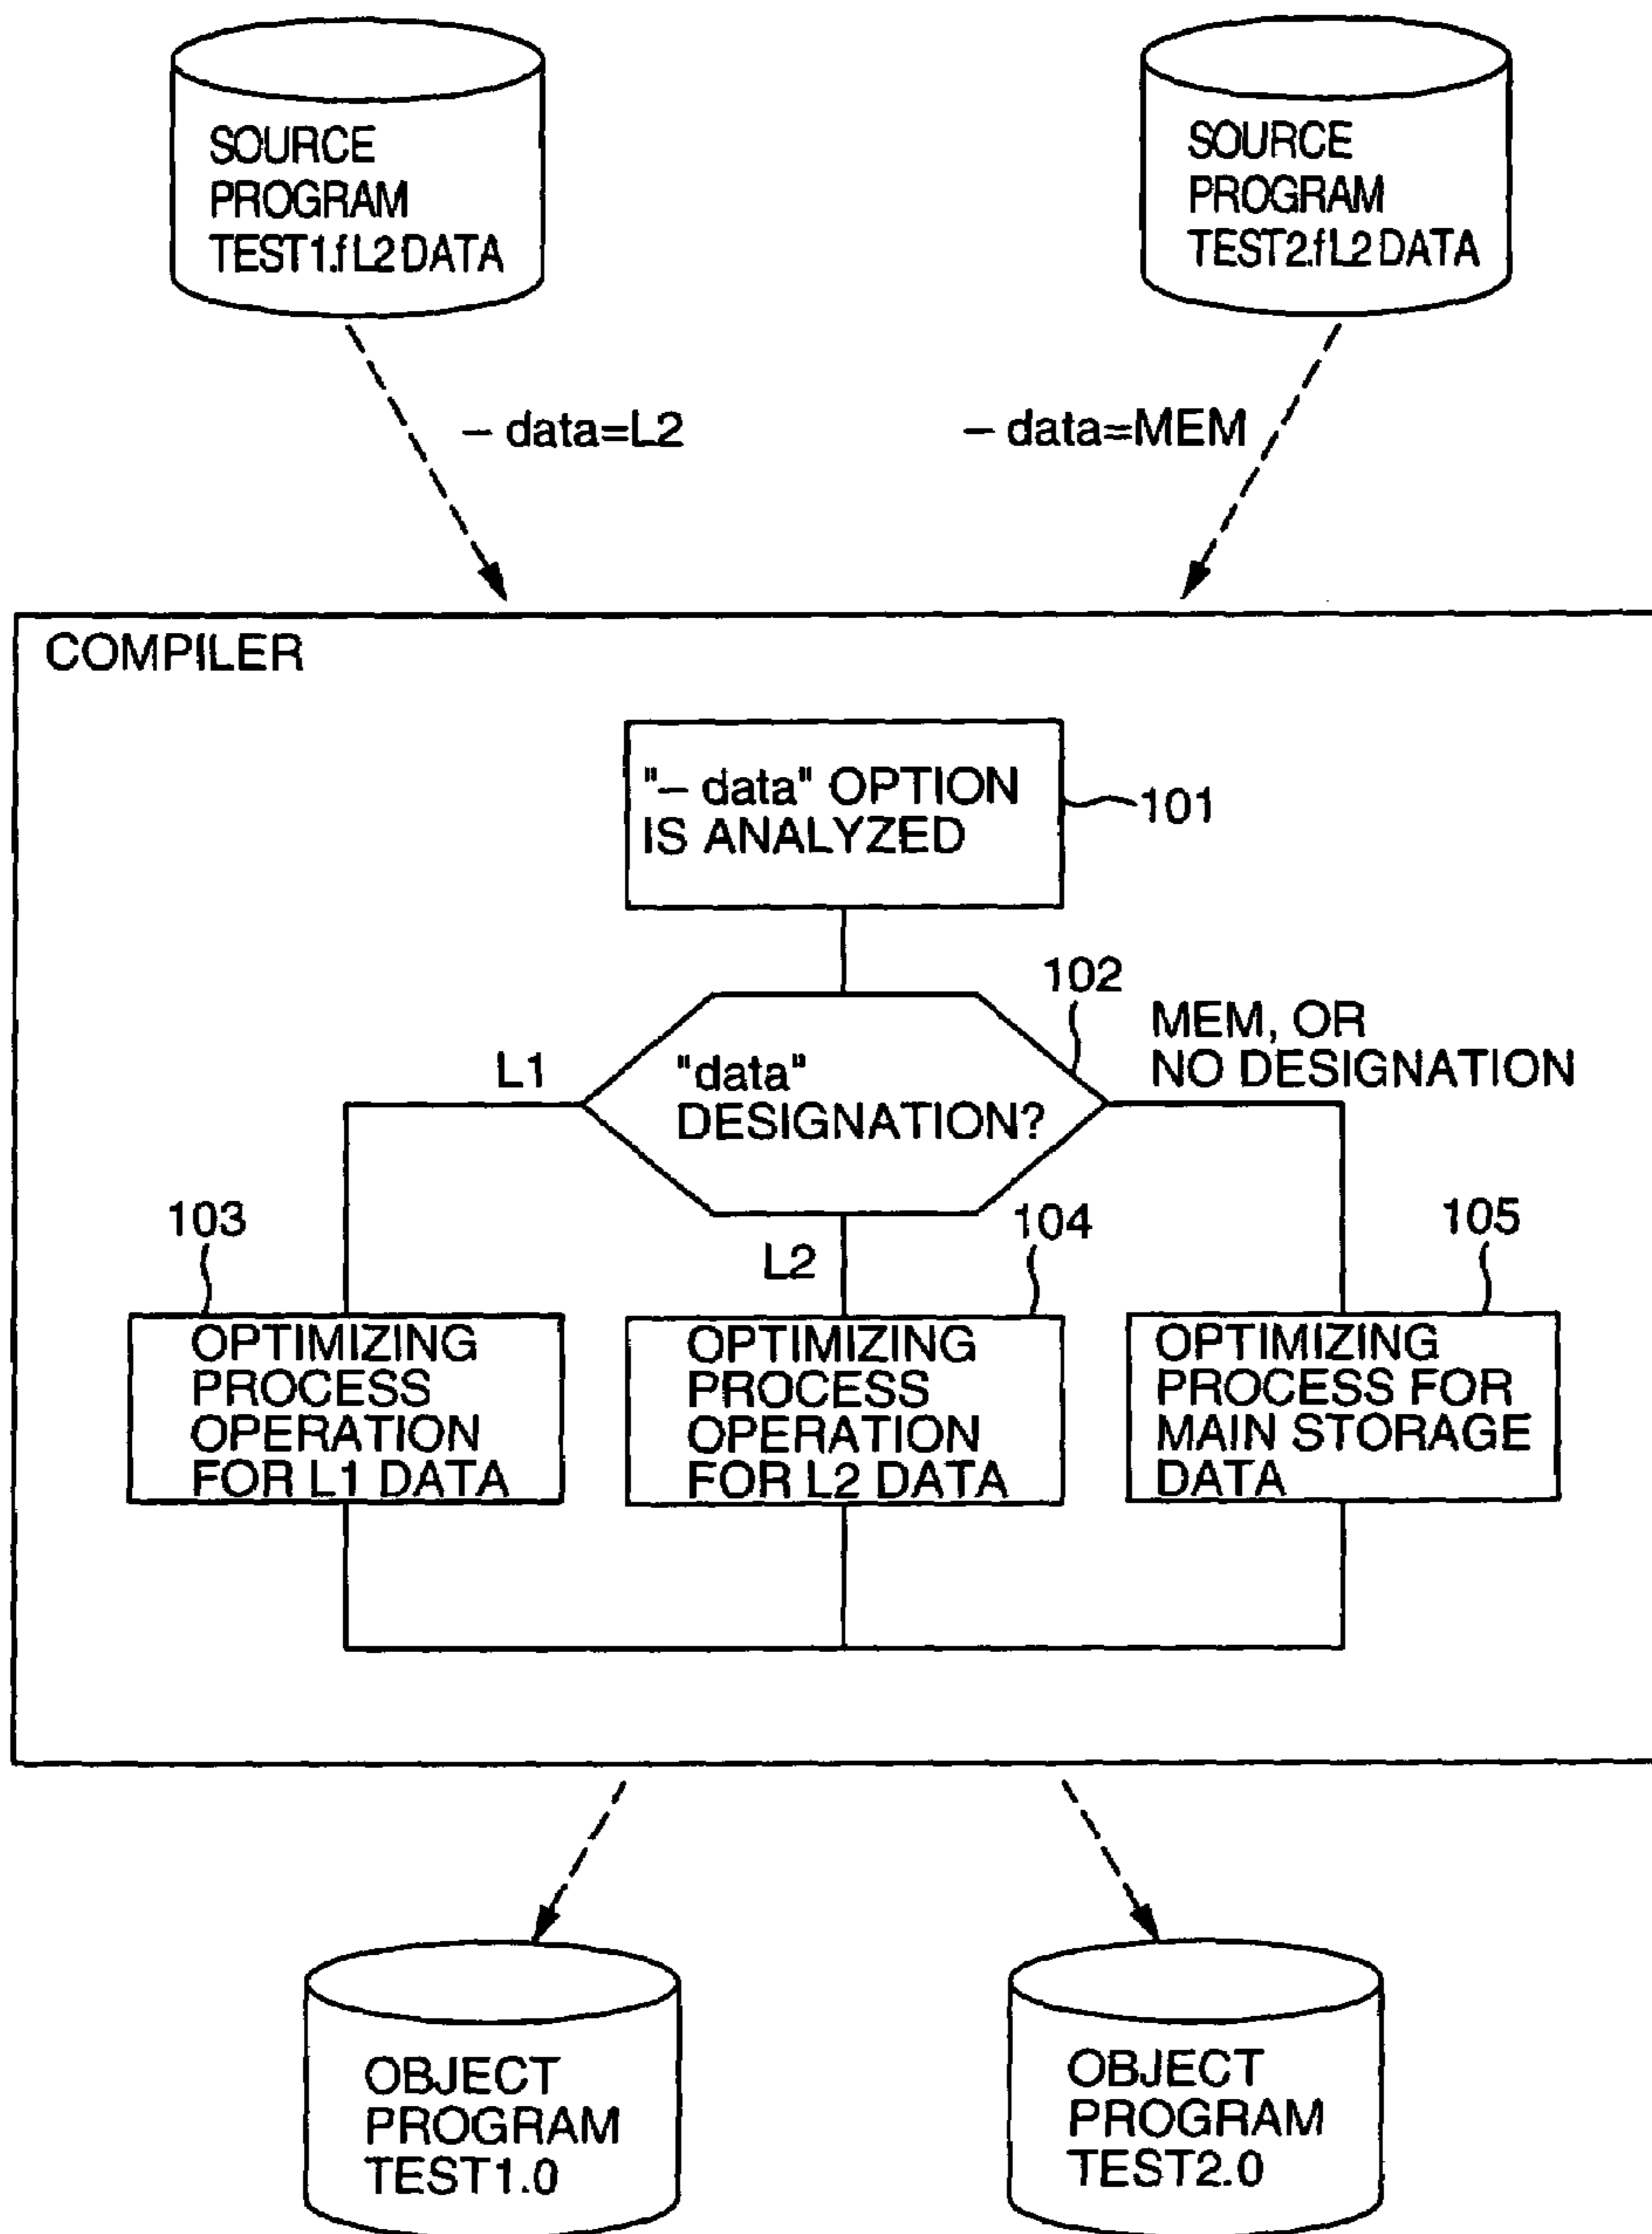 SOURCE
PROGRAM
TEST1.fL2 DATA
SOURCE
PROGRAM
TEST2.fL2 DATA
– data=L2
– data=MEM
COMPILER
"– data" OPTION
IS ANALYZED
101
102
MEM, OR
NO DESIGNATION
L1
"data"
DESIGNATION?
103
L2
104
105
OPTIMIZING
PROCESS
OPERATION
FOR L1 DATA
OPTIMIZING
PROCESS
OPERATION
FOR L2 DATA
OPTIMIZING
PROCESS FOR
MAIN STORAGE
DATA
OBJECT
PROGRAM
TEST1.0
OBJECT
PROGRAM
TEST2.0